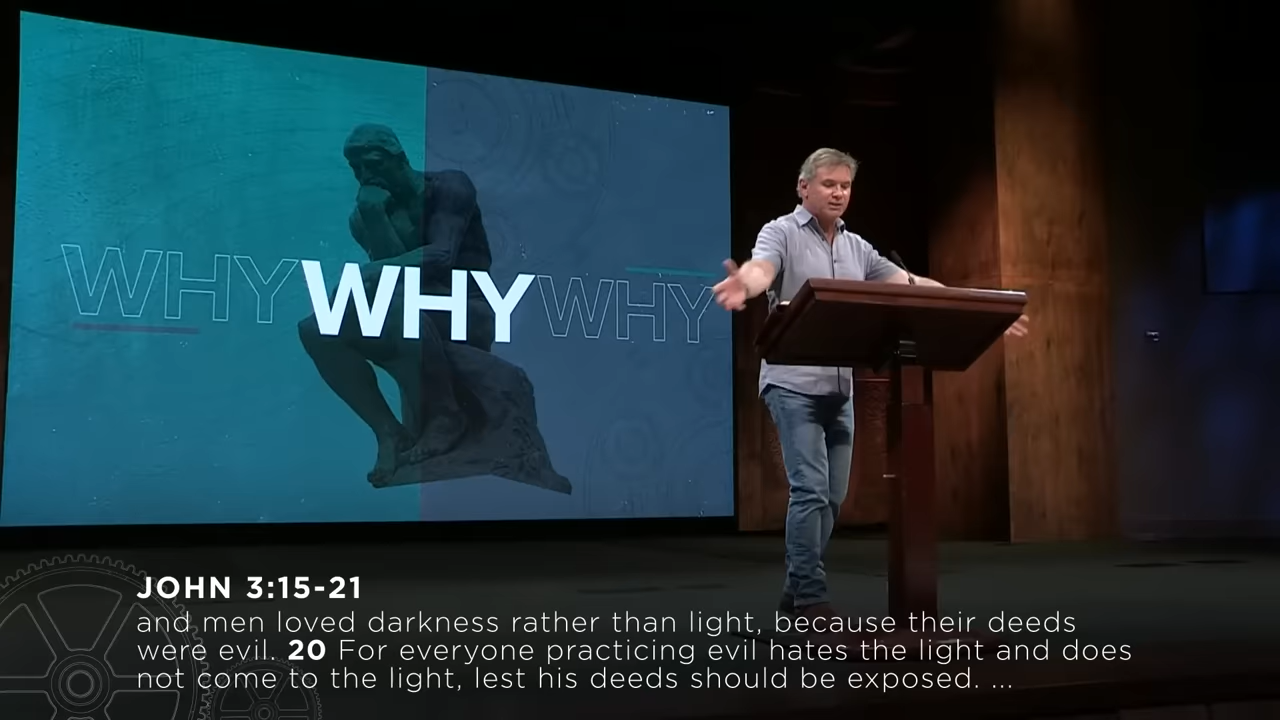 WHY WHY WHY
JOHN 3:15-21
and men loved darkness rather than light, because their deeds
were evil. 20 For everyone practicing evil hates the light and does
not come to the light, lest his deeds should be exposed. ...